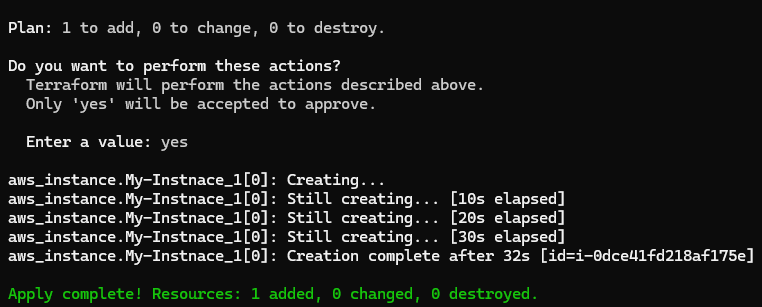 Plan: 1 to add, 0 to change, 0 to destroy.
Do you want to perform these actions?
Terraform will perform the actions described above.
Only 'yes' will be accepted to approve.
Enter a value: yes
aws_instance.My-Instnace_1[0]: Creating...
aws_instance.My-Instnace_1[0]: Still creating... [10s elapsed]
aws_instance.My-Instnace_1[0]: Still creating... [20s elapsed]
aws_instance.My-Instnace_1[0]: Still creating... [30s elapsed]
aws_instance.My-Instnace_1[0]: Creation complete after 32s [id=i-0dce41fd218af175e]
Apply complete! Resources: 1 added, 0 changed, 0 destroyed.